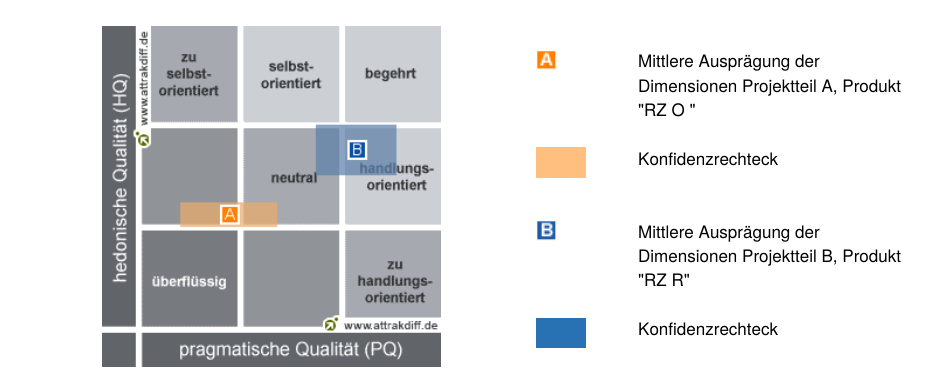 hedonische Qualität (HQ)
www.attrakdiff.de
zu
selbst-
orientiert
selbst-
orientiert
begehrt
neutral
B
handlungs-
orientiert
A
überflüssig
zu
handlungs-
orientiert
www.attrakdiff.de
pragmatische Qualität (PQ)
A
Mittlere Ausprägung der
Dimensionen Projektteil A, Produkt
"RZ O "
Konfidenzrechteck
B
Mittlere Ausprägung der
Dimensionen Projektteil B, Produkt
"RZ R"
Konfidenzrechteck